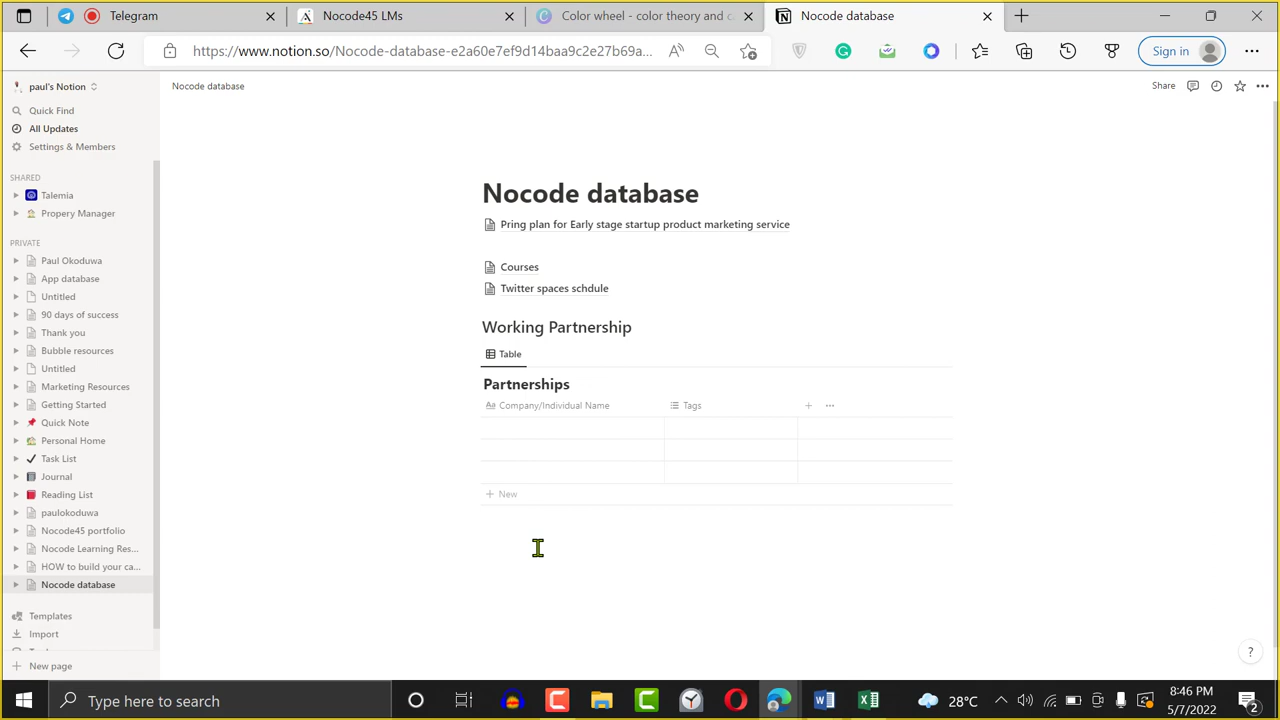 Telegram
Nocode45 LMs
Color wheel - color theory and c
Nocode database
https://www.notion.so/Nocode-database-e2a60e7ef9d14baa9c2e27b69a...
Sign in
paul's Notion
Quick Find
All Updates
Settings & Members
SHARED
Talemia
Propery Manager
PRIVATE
Paul Okoduwa
App database
Untitled
90 days of success
Thank you
Bubble resources
Untitled
Marketing Resources
Getting Started
Quick Note
Personal Home
Task List
Journal
Reading List
paulokoduwa
Nocode45 portfolio
Nocode Learning Res...
HOW to build your ca...
Nocode database
Templates
Import
New page
Nocode database
Share
Nocode database
Pring plan for Early stage startup product marketing service
Courses
Twitter spaces schdule
Working Partnership
Table
Partnerships
Company/Individual Name
Tags
New
?
Type here to search
28°C
8:46 PM
5/7/2022
2